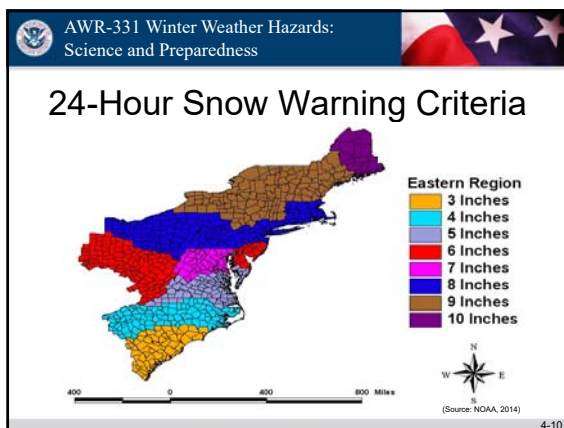 AWR-331 Winter Weather Hazards:
Science and Preparedness
24-Hour Snow Warning Criteria
Eastern Region
3 Inches
4 Inches
5 Inches
6 Inches
7 Inches
8 Inches
9 Inches
10 Inches
N
W E
S
400 0 400 800 Miles
(Source: NOAA, 2014)
4-10